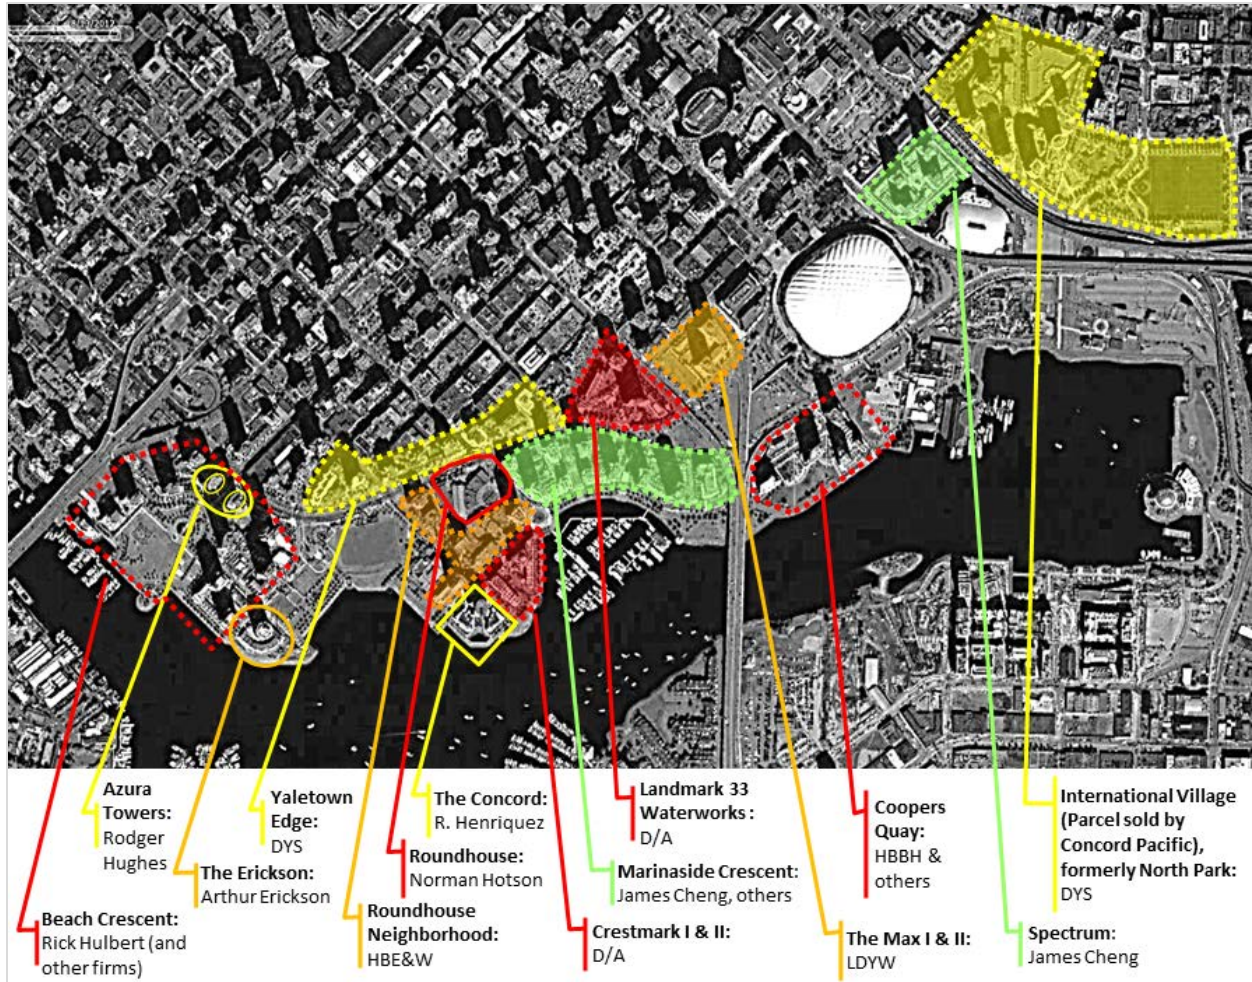 8/13/2012
Azura
Towers:
Rodger
Hughes
Yaletown
Edge:
DYS
The Concord:
R. Henriquez
Landmark 33
Waterworks :
D/A
Coopers
Quay:
HBBH &
others
International Village
(Parcel sold by
Concord Pacific),
formerly North Park:
DYS
The Erickson:
Arthur Erickson
Roundhouse:
Norman Hotson
Marinaside Crescent:
James Cheng, others
Beach Crescent:
Rick Hulbert (and
other firms)
Roundhouse
Neighborhood:
HBE&W
Crestmark I & II:
D/A
The Max I & II:
LDYW
Spectrum:
James Cheng